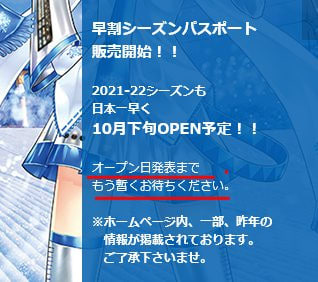 早割シーズンパスポート
販売開始！！
2021-22シーズンも
日本一早く
10月下旬OPEN予定！！
オープン日発表まで
もう暫くお待ちください。
※ホームページ内、一部、昨年の
情報が掲載されております。
ご了承下さいませ。